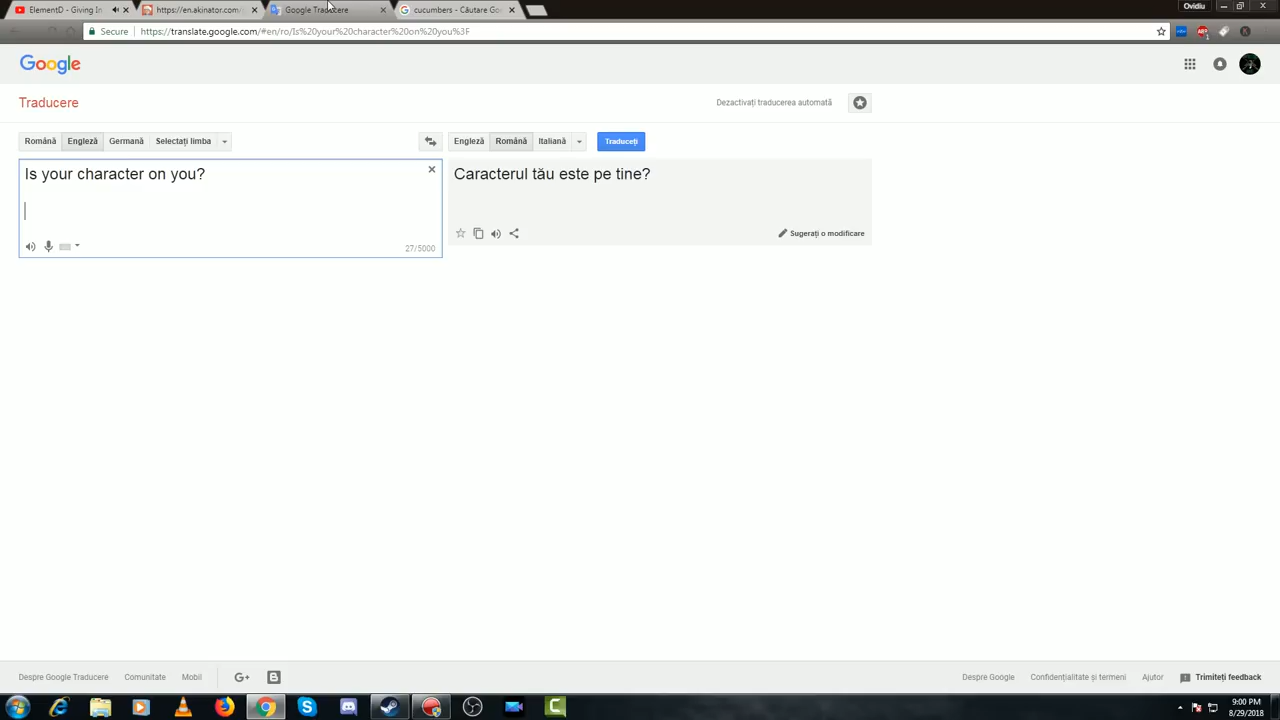 ElementD - Giving In
https://en.akinator.com/
Google Traducere
cucumbers - Căutare Go
Ovidiu
Secure
https://translate.google.com/#en/ro/Is%20your%20character%20on%20you%3F
Google
Traducere
Dezactivați traducerea automată
Română Engleză Germană Selectați limba
Engleză Română Italiană Traduceți
Is your character on you?
Caracterul tău este pe tine?
Sugerați o modificare
27/5000
Despre Google Traducere Comunitate Mobil G+ B
Despre Google Confidențialitate și termeni Ajutor Trimiteți feedback
9:00 PM
8/29/2018